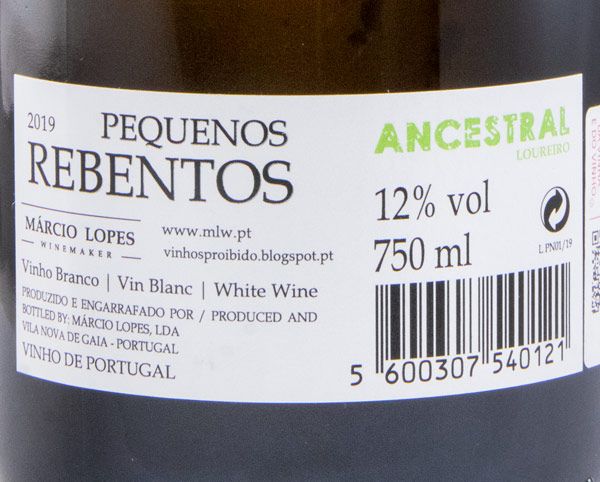 2019 PEQUENOS
REBENTOS
MÁRCIO LOPES
WINEMAKER
www.mlw.pt
vinhosproibido.blogspot.pt
Vinho Branco | Vin Blanc | White Wine
PRODUZIDO E ENGARRAFADO POR / PRODUCED AND
BOTTLED BY: MÁRCIO LOPES, LDA
VILA NOVA DE GAIA - PORTUGAL
VINHO DE PORTUGAL
ANCESTRAL
LOUREIRO
12% vol
750 ml
e
L PN01/19
5 600307 540121